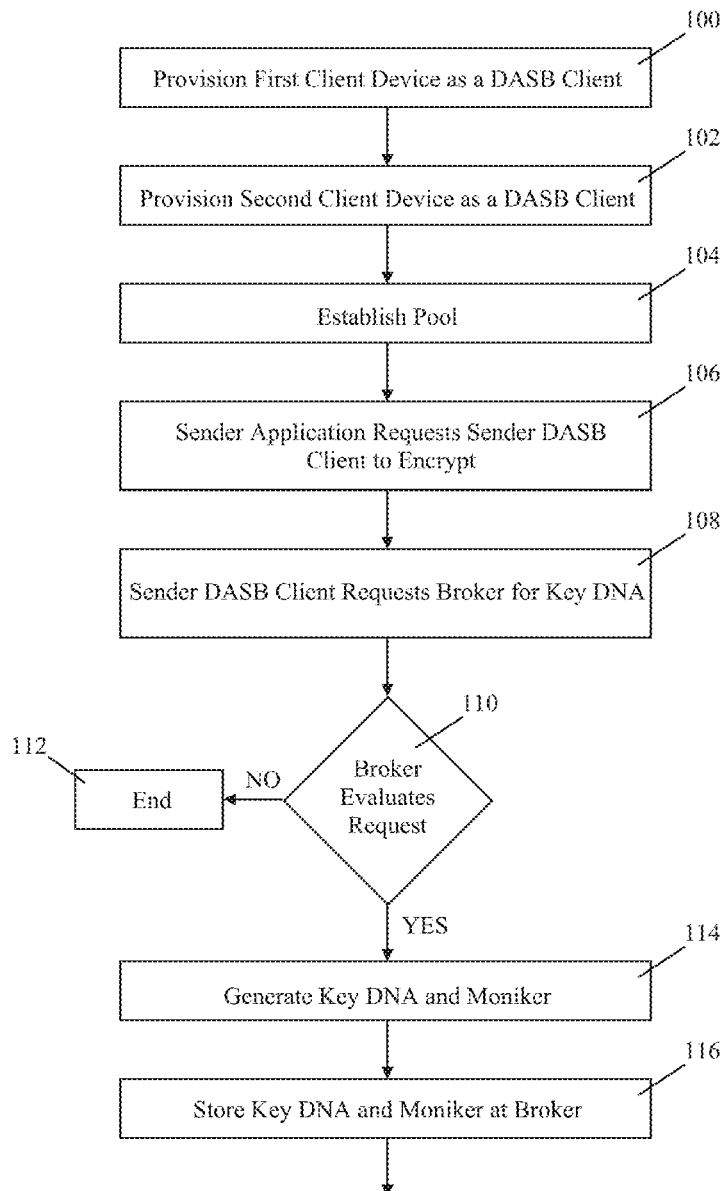 100
Provision First Client Device as a DASB Client
102
Provision Second Client Device as a DASB Client
104
Establish Pool
106
Sender Application Requests Sender DASB
Client to Encrypt
108
Sender DASB Client Requests Broker for Key DNA
110
Broker
Evaluates
Request
112
NO
End
YES
114
Generate Key DNA and Moniker
116
Store Key DNA and Moniker at Broker